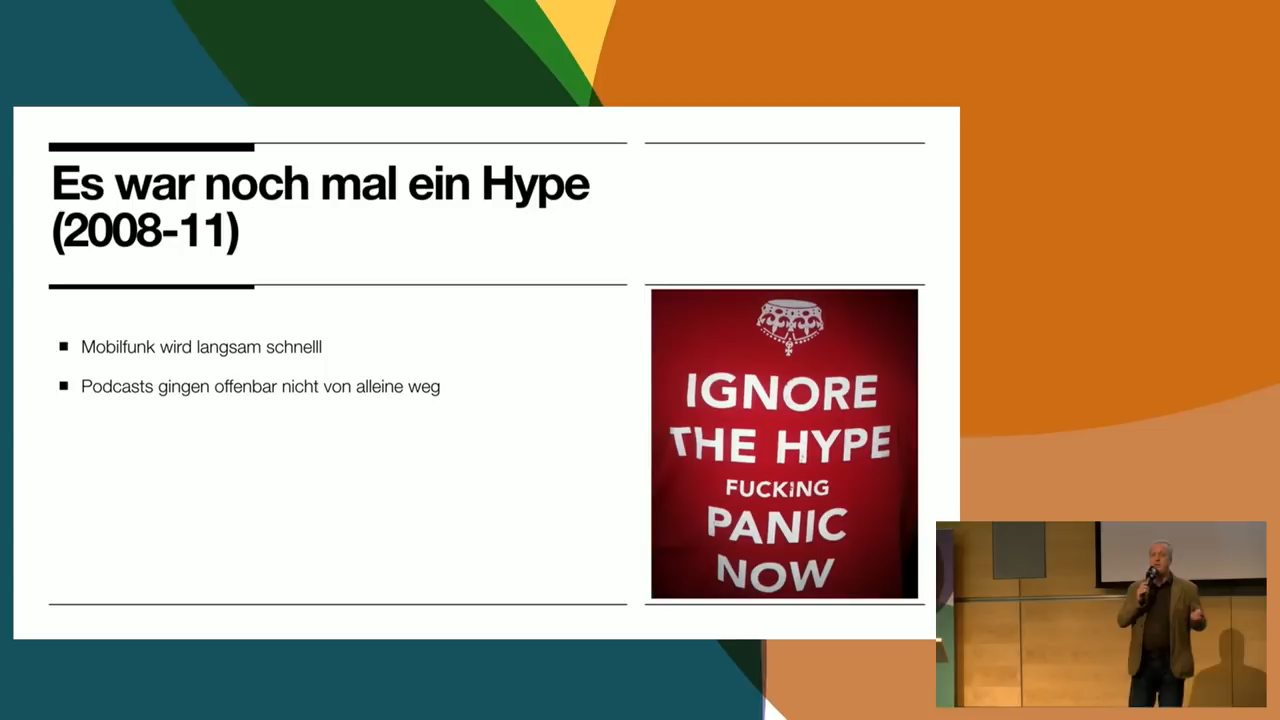 Es war noch mal ein Hype
(2008-11)
Mobilfunk wird langsam schnelll
Podcasts gingen offenbar nicht von alleine weg
IGNORE
THE HYPE
FUCKING
PANIC
NOW